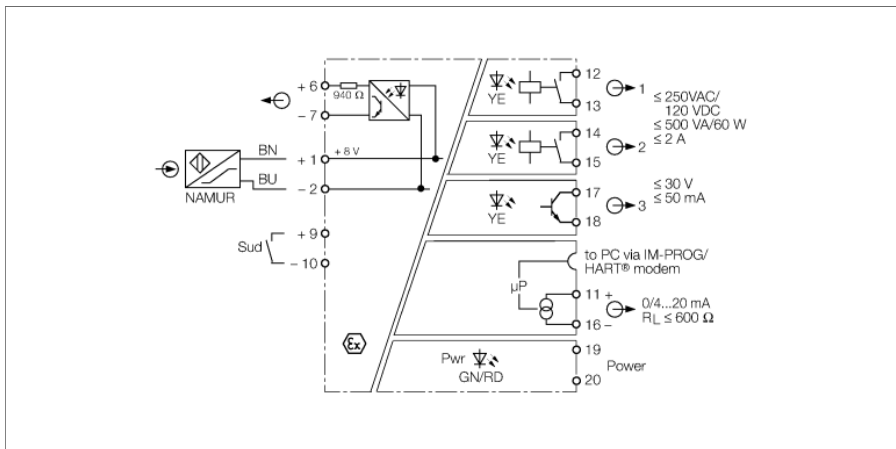 + 6
940 Ω
– 7
BN
+ 1
+ 8 V
BU
– 2
NAMUR
+ 9
Sud
– 10
Ex
YE
12
13
1
≤ 250VAC/
120 VDC
≤ 500 VA/60 W
≤ 2 A
YE
14
15
2
YE
17
18
3
≤ 30 V
≤ 50 mA
to PC via IM-PROG/
HART® modem
µP
11 +
16 –
0/4...20 mA
RL ≤ 600 Ω
Pwr
GN/RD
19
20
Power